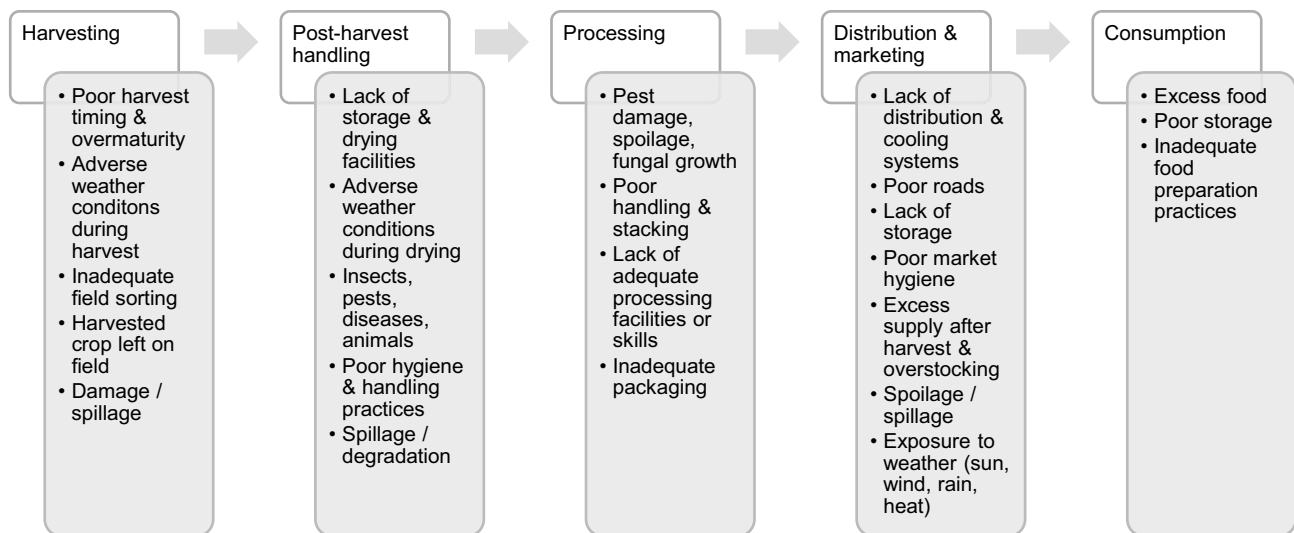 Harvesting
• Poor harvest
timing &
overmaturity
• Adverse
weather
conditons
during
harvest
• Inadequate
field sorting
• Harvested
crop left on
field
• Damage /
spillage
Post-harvest
handling
• Lack of
storage &
drying
facilities
• Adverse
weather
conditions
during drying
• Insects,
pests,
diseases,
animals
• Poor hygiene
& handling
practices
• Spillage /
degradation
Processing
• Pest
damage,
spoilage,
fungal growth
• Poor
handling &
stacking
• Lack of
adequate
processing
facilities or
skills
• Inadequate
packaging
Distribution &
marketing
• Lack of
distribution &
cooling
systems
• Poor roads
• Lack of
storage
• Poor market
hygiene
• Excess
supply after
harvest &
overstocking
• Spoilage /
spillage
• Exposure to
weather (sun,
wind, rain,
heat)
Consumption
• Excess food
• Poor storage
• Inadequate
food
preparation
practices